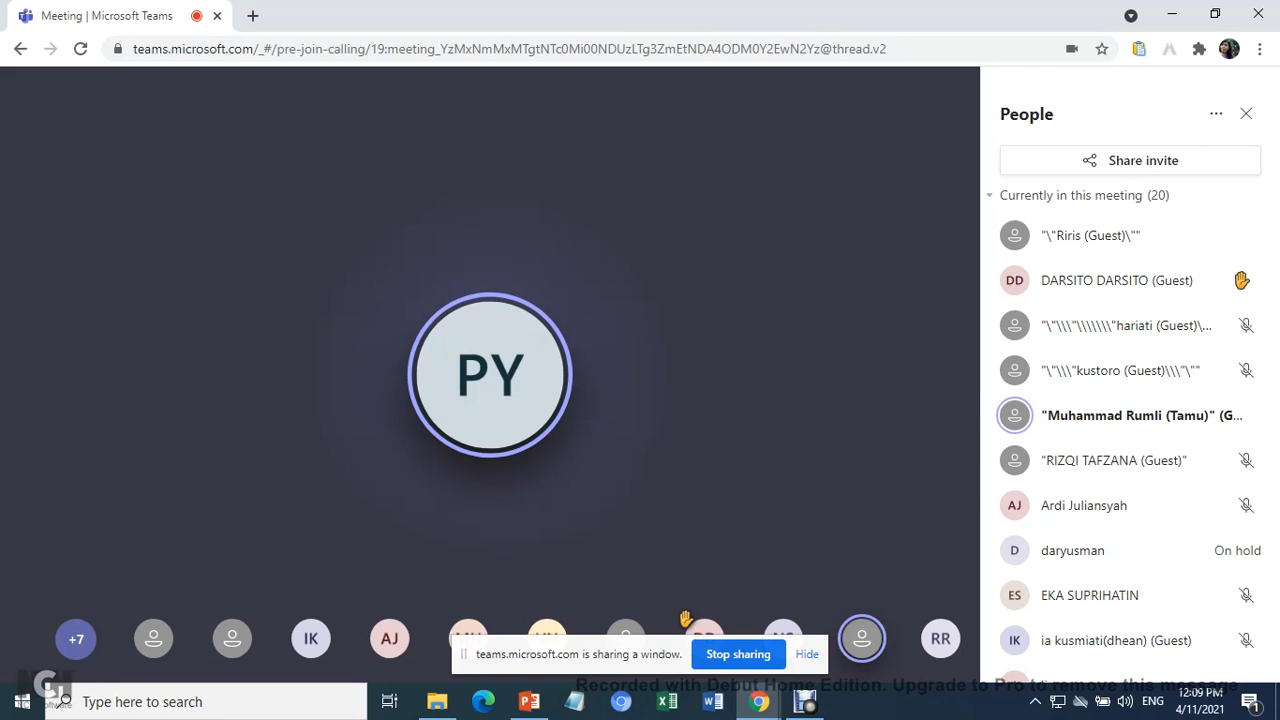 Meeting | Microsoft Teams
teams.microsoft.com/_#/pre-join-calling/19:meeting_YzMxNmMxMTgtNTc0Mi00NDUzLTg3ZmEtNDA4ODM0Y2EwN2Yz@thread.v2
People
Share invite
Currently in this meeting (20)
"\"Riris (Guest)\""
DD DARSITO DARSITO (Guest)
"\"\\\"\\\\\\\"hariati (Guest)\...
"\"\\\"kustoro (Guest)\\\"\""
"Muhammad Rumli (Tamu)" (G...
"RIZQI TAFZANA (Guest)"
AJ Ardi Juliansyah
D daryusman On hold
ES EKA SUPRIHATIN
IK ia kusmiati(dhean) (Guest)
PY
+7 IK AJ RR
teams.microsoft.com is sharing a window. Stop sharing Hide
Recorded with Debut Home Edition. Upgrade to Pro to remove this message
NCH Software
Type here to search
ENG
12:09 PM
4/11/2021
1